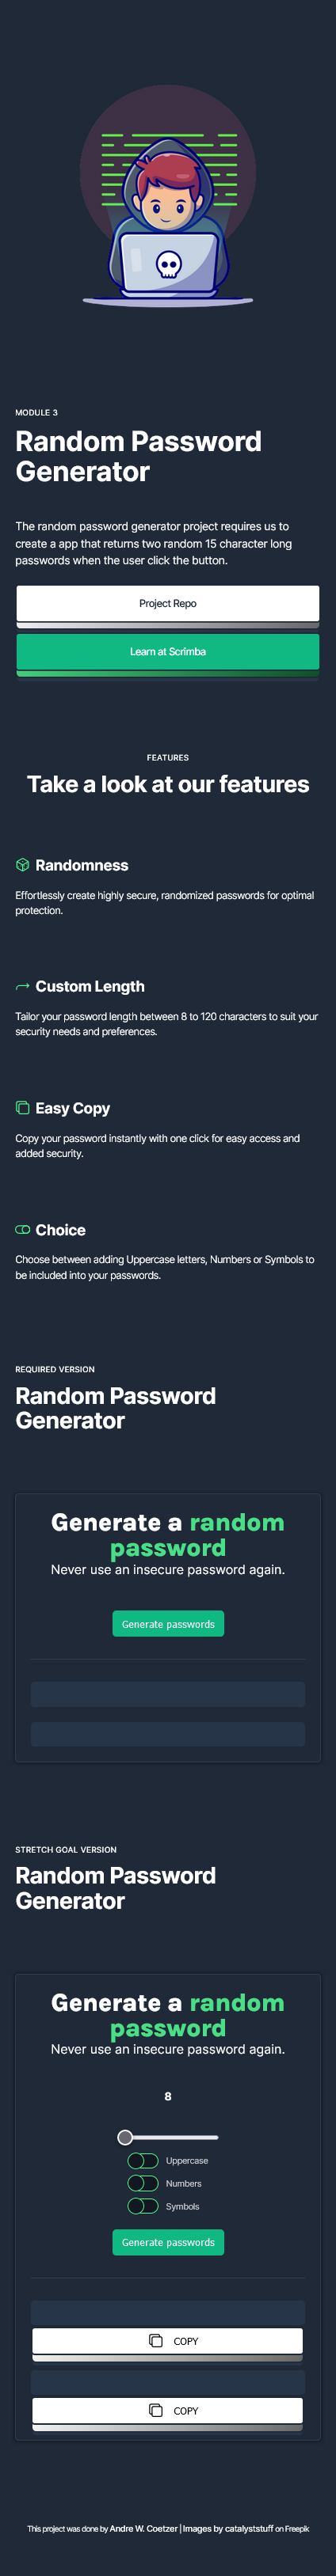 MODULE 3
Random Password
Generator
The random password generator project requires us to
create a app that returns two random 15 character long
passwords when the user click the button.
Project Repo
Learn at Scrimba
FEATURES
Take a look at our features
Randomness
Effortlessly create highly secure, randomized passwords for optimal
protection.
Custom Length
Tailor your password length between 8 to 120 characters to suit your
security needs and preferences.
Easy Copy
Copy your password instantly with one click for easy access and
added security.
Choice
Choose between adding Uppercase letters, Numbers or Symbols to
be included into your passwords.
REQUIRED VERSION
Random Password
Generator
Generate a random
password
Never use an insecure password again.
Generate passwords
STRETCH GOAL VERSION
Random Password
Generator
Generate a random
password
Never use an insecure password again.
8
Uppercase
Numbers
Symbols
Generate passwords
COPY
COPY
This project was done by Andre W. Coetzer | Images by catalyststuff on Freepik